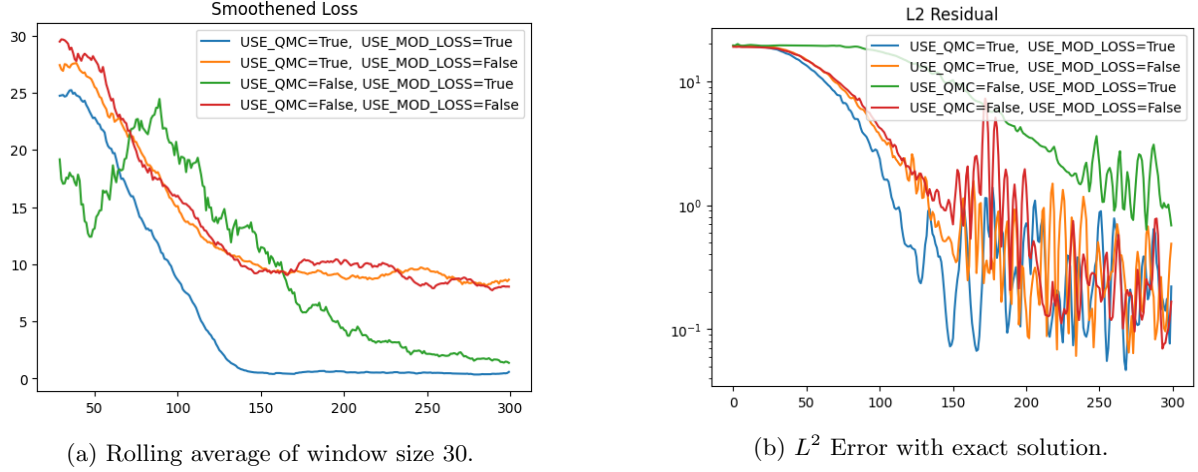 Smoothened Loss
30
25
20
15
10
5
0
USE_QMC=True, USE_MOD_LOSS=True
USE_QMC=True, USE_MOD_LOSS=False
USE_QMC=False, USE_MOD_LOSS=True
USE_QMC=False, USE_MOD_LOSS=False
50 100 150 200 250 300
(a) Rolling average of window size 30.
L2 Residual
10¹
10⁰
10⁻¹
USE_QMC=True, USE_MOD_LOSS=True
USE_QMC=True, USE_MOD_LOSS=False
USE_QMC=False, USE_MOD_LOSS=True
USE_QMC=False, USE_MOD_LOSS=False
0 50 100 150 200 250 300
(b) L² Error with exact solution.